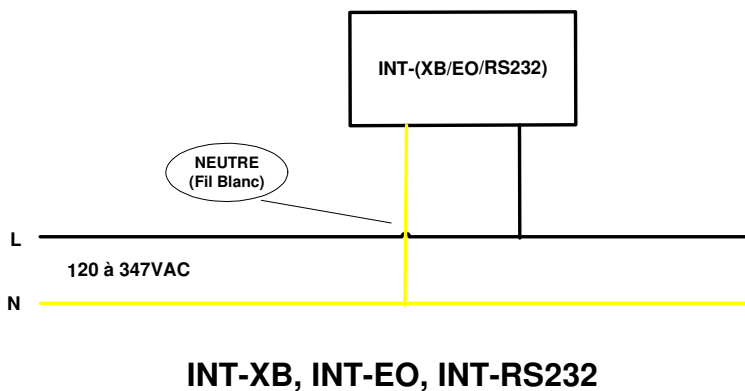 INT-(XB/EO/RS232)
NEUTRE
(Fil Blanc)
L
120 à 347VAC
N
INT-XB, INT-EO, INT-RS232